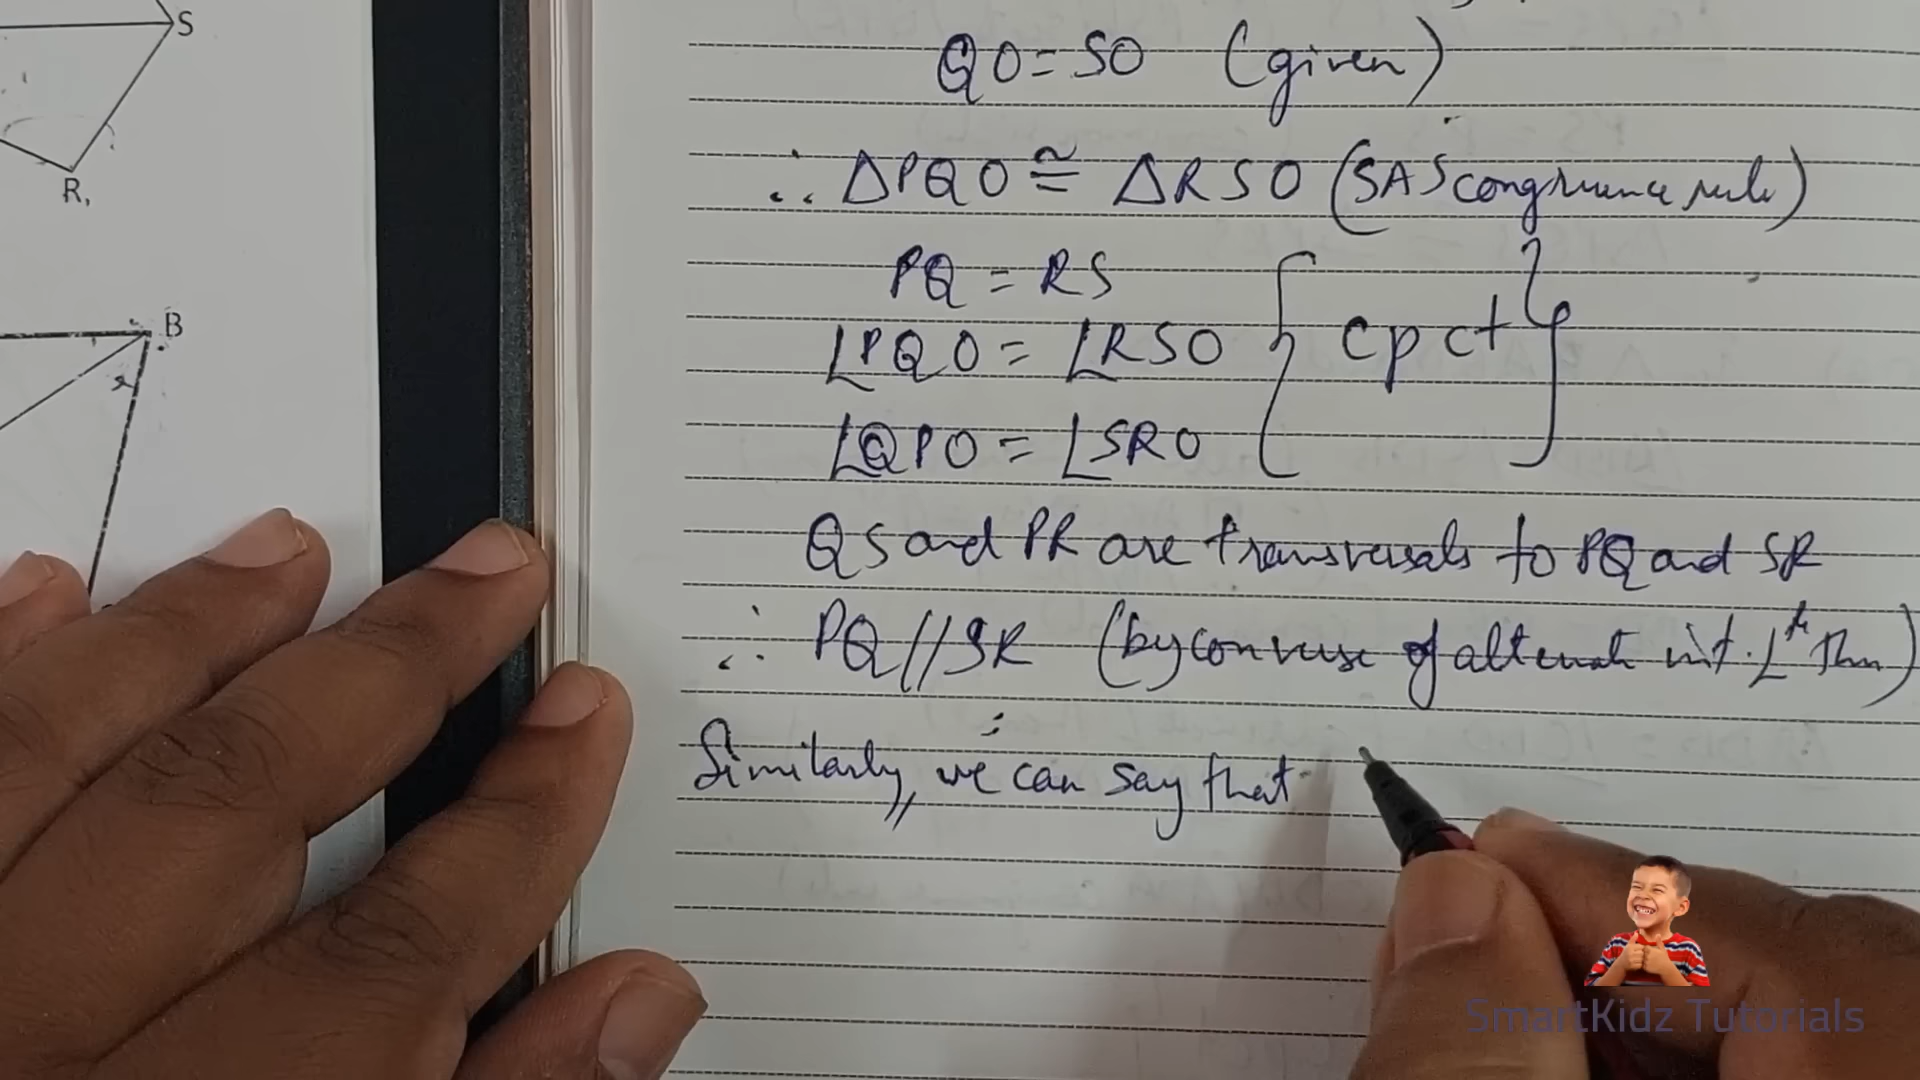 S
R,
B
QO = SO (given)
∴ ΔPQO ≅ ΔRSO (SAS congruence rule)
PQ = RS
∠PQO = ∠RSO { cpct }
∠QPO = ∠SRO
QS and PR are transversals to PQ and SR
∴ PQ // SR (by converse of alternate int. ∠ Thm)
Similarly, we can say that
SmartKidz Tutorials